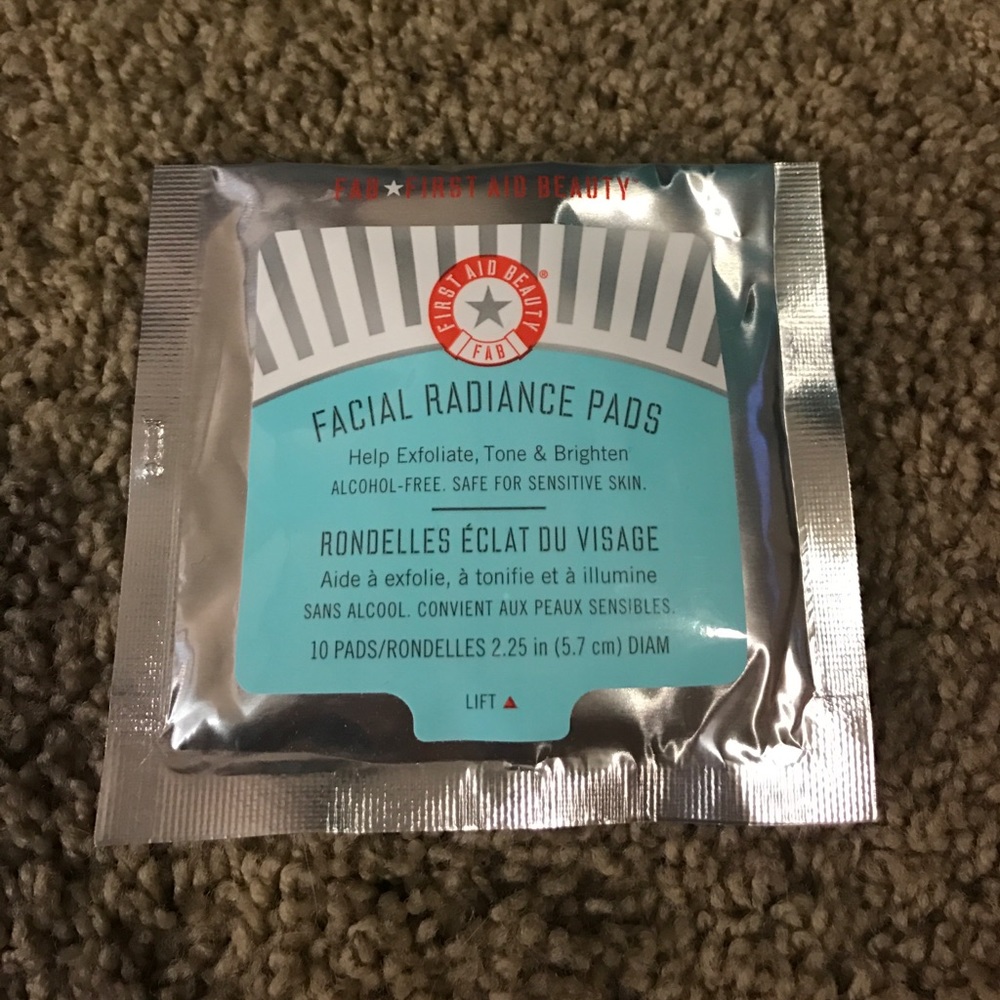 FAB★FIRST AID BEAUTY
FIRST AID BEAUTY®
FAB
FACIAL RADIANCE PADS
Help Exfoliate, Tone & Brighten
ALCOHOL-FREE. SAFE FOR SENSITIVE SKIN.
RONDELLES ÉCLAT DU VISAGE
Aide à exfolie, à tonifie et à illumine
SANS ALCOOL. CONVIENT AUX PEAUX SENSIBLES.
10 PADS/RONDELLES 2.25 in (5.7 cm) DIAM
LIFT ▲